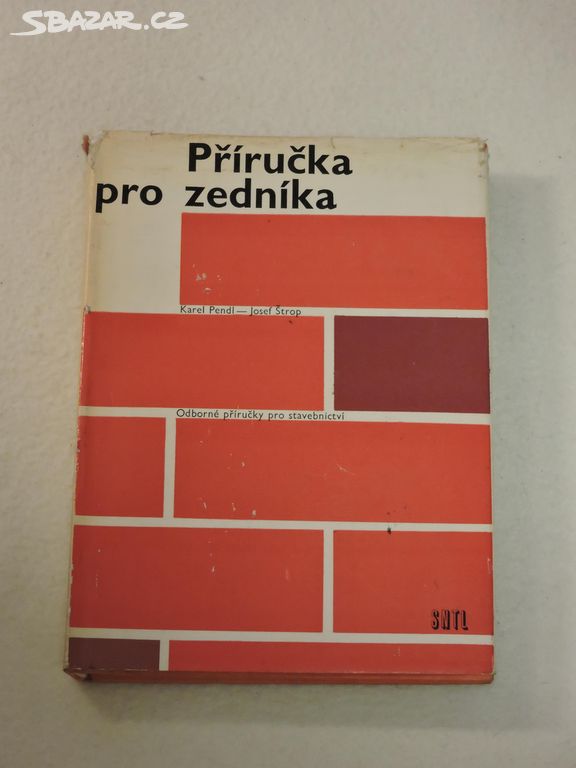 SBAZAR.CZ
Příručka
pro zedníka
Karel Pendl — Josef Štrop
Odborné příručky pro stavebnictví
SNTL